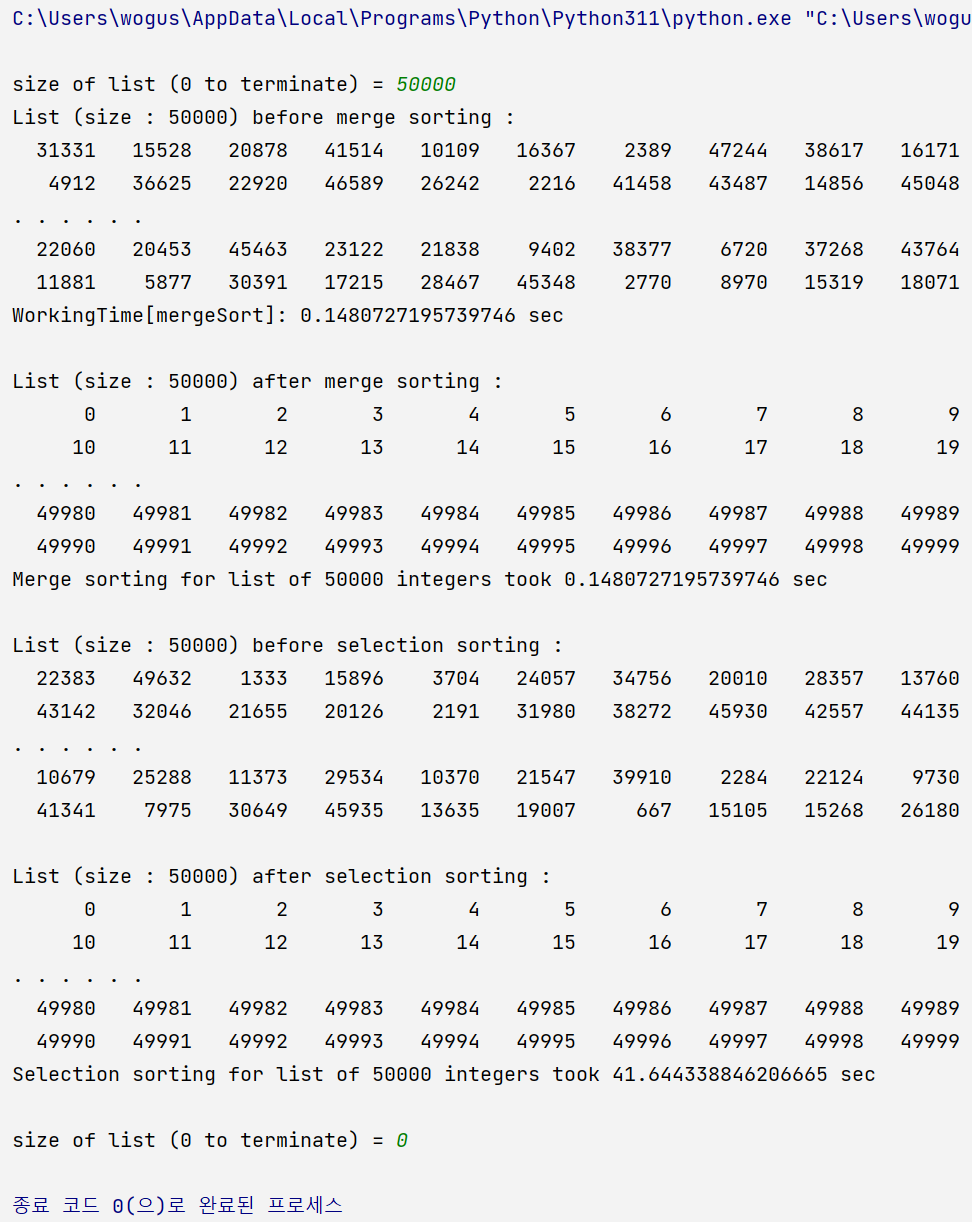 C:\Users\wogus\AppData\Local\Programs\Python\Python311\python.exe "C:\Users\wogu
size of list (0 to terminate) = 50000
List (size : 50000) before merge sorting :
31331 15528 20878 41514 10109 16367 2389 47244 38617 16171
4912 36625 22920 46589 26242 2216 41458 43487 14856 45048
. . . . . .
22060 20453 45463 23122 21838 9402 38377 6720 37268 43764
11881 5877 30391 17215 28467 45348 2770 8970 15319 18071
WorkingTime[mergeSort]: 0.1480727195739746 sec
List (size : 50000) after merge sorting :
0 1 2 3 4 5 6 7 8 9
10 11 12 13 14 15 16 17 18 19
. . . . . .
49980 49981 49982 49983 49984 49985 49986 49987 49988 49989
49990 49991 49992 49993 49994 49995 49996 49997 49998 49999
Merge sorting for list of 50000 integers took 0.1480727195739746 sec
List (size : 50000) before selection sorting :
22383 49632 1333 15896 3704 24057 34756 20010 28357 13760
43142 32046 21655 20126 2191 31980 38272 45930 42557 44135
. . . . . .
10679 25288 11373 29534 10370 21547 39910 2284 22124 9730
41341 7975 30649 45935 13635 19007 667 15105 15268 26180
List (size : 50000) after selection sorting :
0 1 2 3 4 5 6 7 8 9
10 11 12 13 14 15 16 17 18 19
. . . . . .
49980 49981 49982 49983 49984 49985 49986 49987 49988 49989
49990 49991 49992 49993 49994 49995 49996 49997 49998 49999
Selection sorting for list of 50000 integers took 41.644338846206665 sec
size of list (0 to terminate) = 0
종료 코드 0(으)로 완료된 프로세스